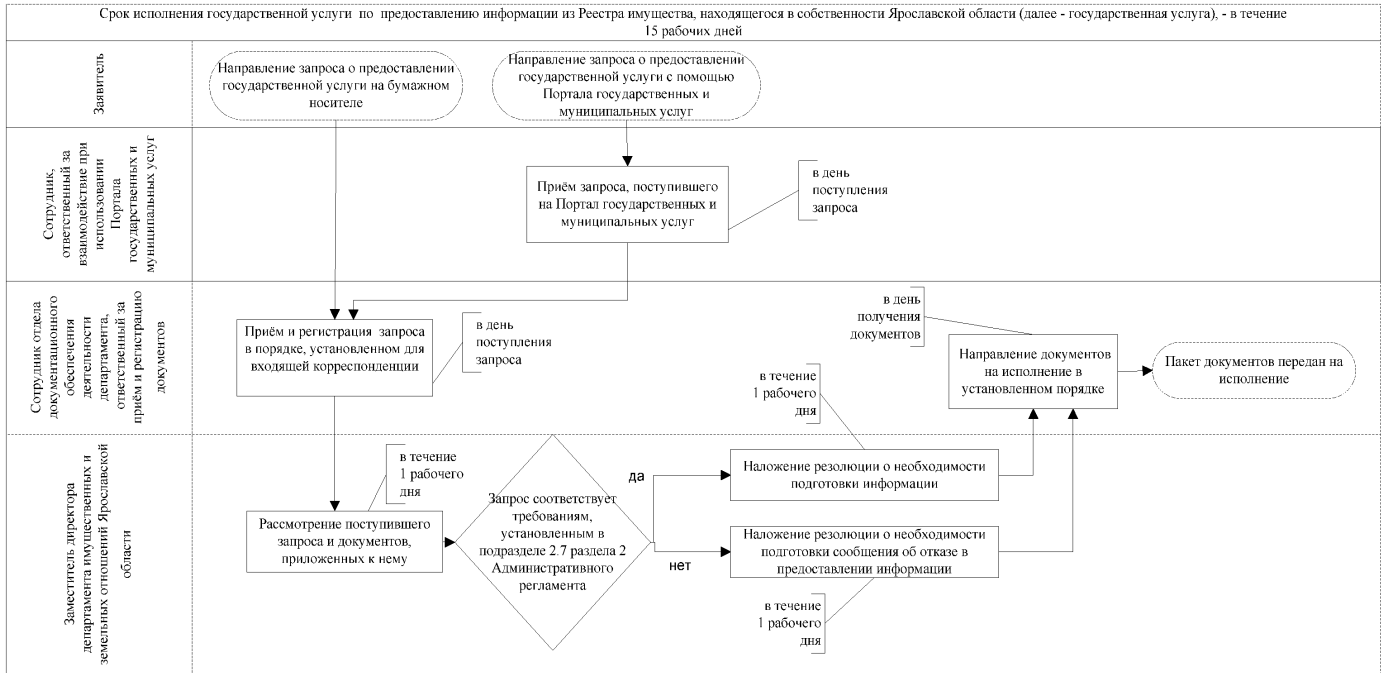 Срок исполнения государственной услуги по предоставлению информации из Реестра имущества, находящегося в собственности Ярославской области (далее - государственная услуга), - в течение
15 рабочих дней
Заявитель
Направление запроса о предоставлении
государственной услуги на бумажном
носителе
Направление запроса о предоставлении
государственной услуги с помощью
Портала государственных и
муниципальных услуг
Сотрудник,
ответственный за
взаимодействие при
использовании
Портала
государственных и
муниципальных услуг
Приём запроса, поступившего
на Портал государственных и
муниципальных услуг
в день
поступления
запроса
Сотрудник отдела
документационного
обеспечения
деятельности
департамента,
ответственный за
приём и регистрацию
документов
Приём и регистрация запроса
в порядке, установленном для
входящей корреспонденции
в день
поступления
запроса
в день
получения
документов
Направление документов
на исполнение в
установленном порядке
Пакет документов передан на
исполнение
в течение
1 рабочего
дня
Заместитель директора
департамента имущественных и
земельных отношений Ярославской
области
в течение
1 рабочего
дня
Рассмотрение поступившего
запроса и документов,
приложенных к нему
Запрос соответствует
требованиям,
установленным в
подразделе 2.7 раздела 2
Административного
регламента
да
нет
Наложение резолюции о необходимости
подготовки информации
Наложение резолюции о необходимости
подготовки сообщения об отказе в
предоставлении информации
в течение
1 рабочего
дня